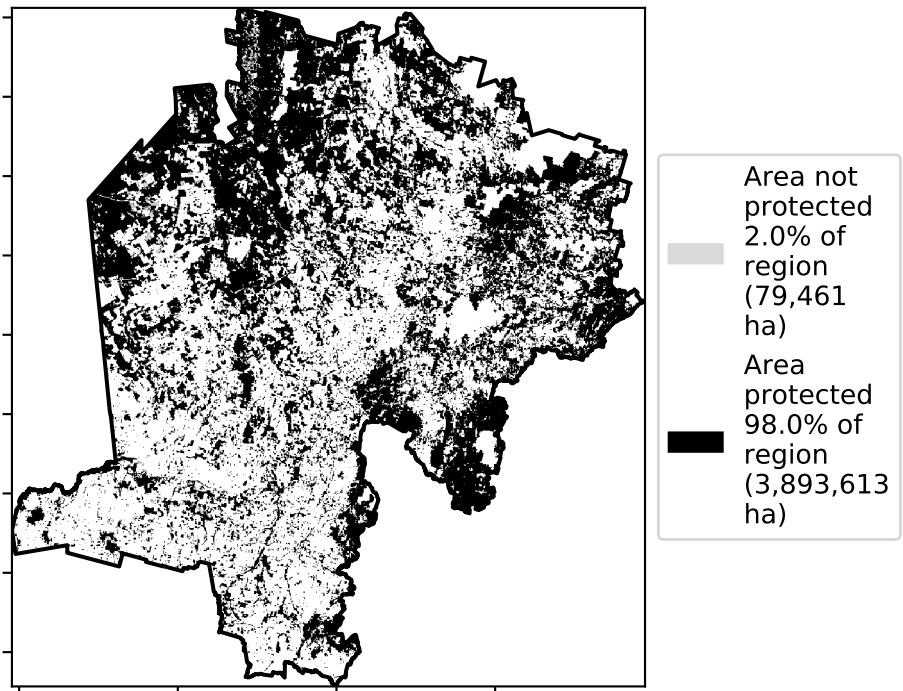 Area not
protected
2.0% of
region
(79,461
ha)
Area
protected
98.0% of
region
(3,893,613
ha)